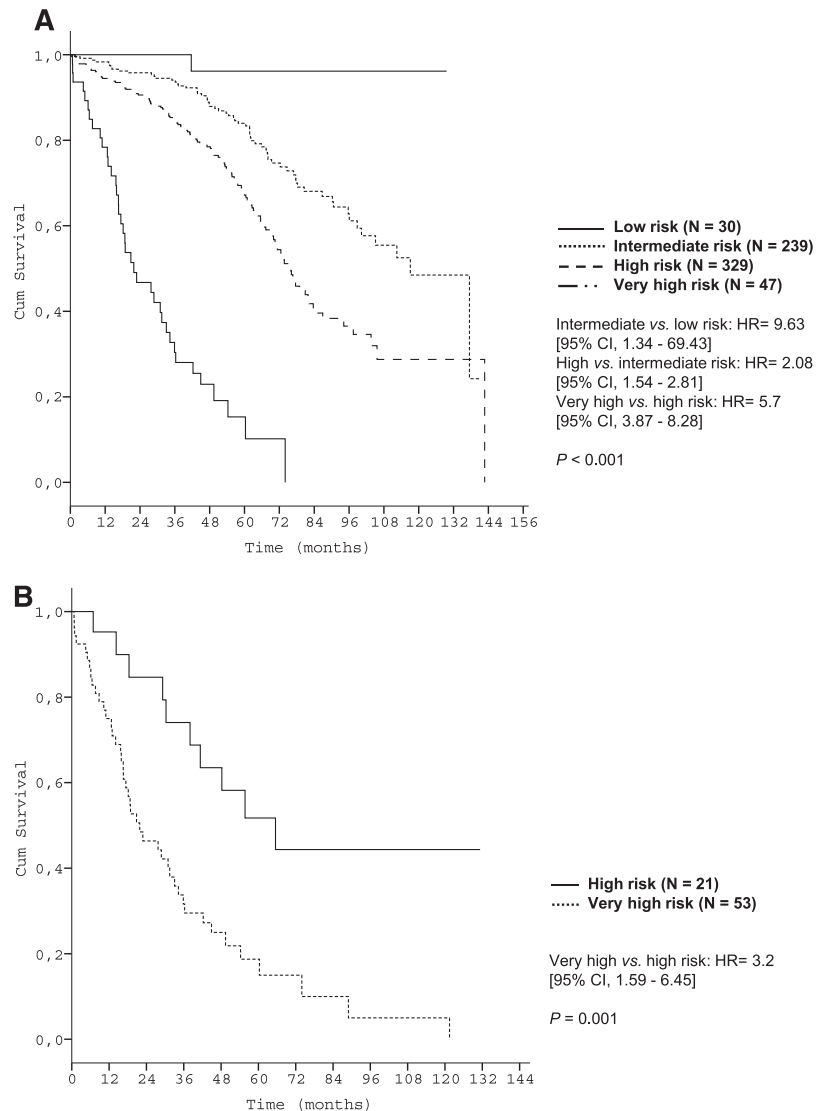 A
1,0
0,8
0,6
0,4
0,2
0,0
Cum Survival
0 12 24 36 48 60 72 84 96 108 120 132 144 156
Time (months)
Low risk (N = 30)
Intermediate risk (N = 239)
High risk (N = 329)
Very high risk (N = 47)
Intermediate vs. low risk: HR= 9.63
[95% CI, 1.34 - 69.43]
High vs. intermediate risk: HR= 2.08
[95% CI, 1.54 - 2.81]
Very high vs. high risk: HR= 5.7
[95% CI, 3.87 - 8.28]
P < 0.001
B
1,0
0,8
0,6
0,4
0,2
0,0
Cum Survival
0 12 24 36 48 60 72 84 96 108 120 132 144
Time (months)
High risk (N = 21)
Very high risk (N = 53)
Very high vs. high risk: HR= 3.2
[95% CI, 1.59 - 6.45]
P = 0.001